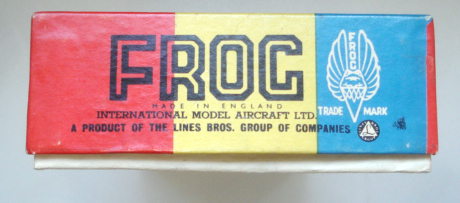 FROG
MADE IN ENGLAND
INTERNATIONAL MODEL AIRCRAFT LTD.
A PRODUCT OF THE LINES BROS. GROUP OF COMPANIES
FROG
TRADE MARK